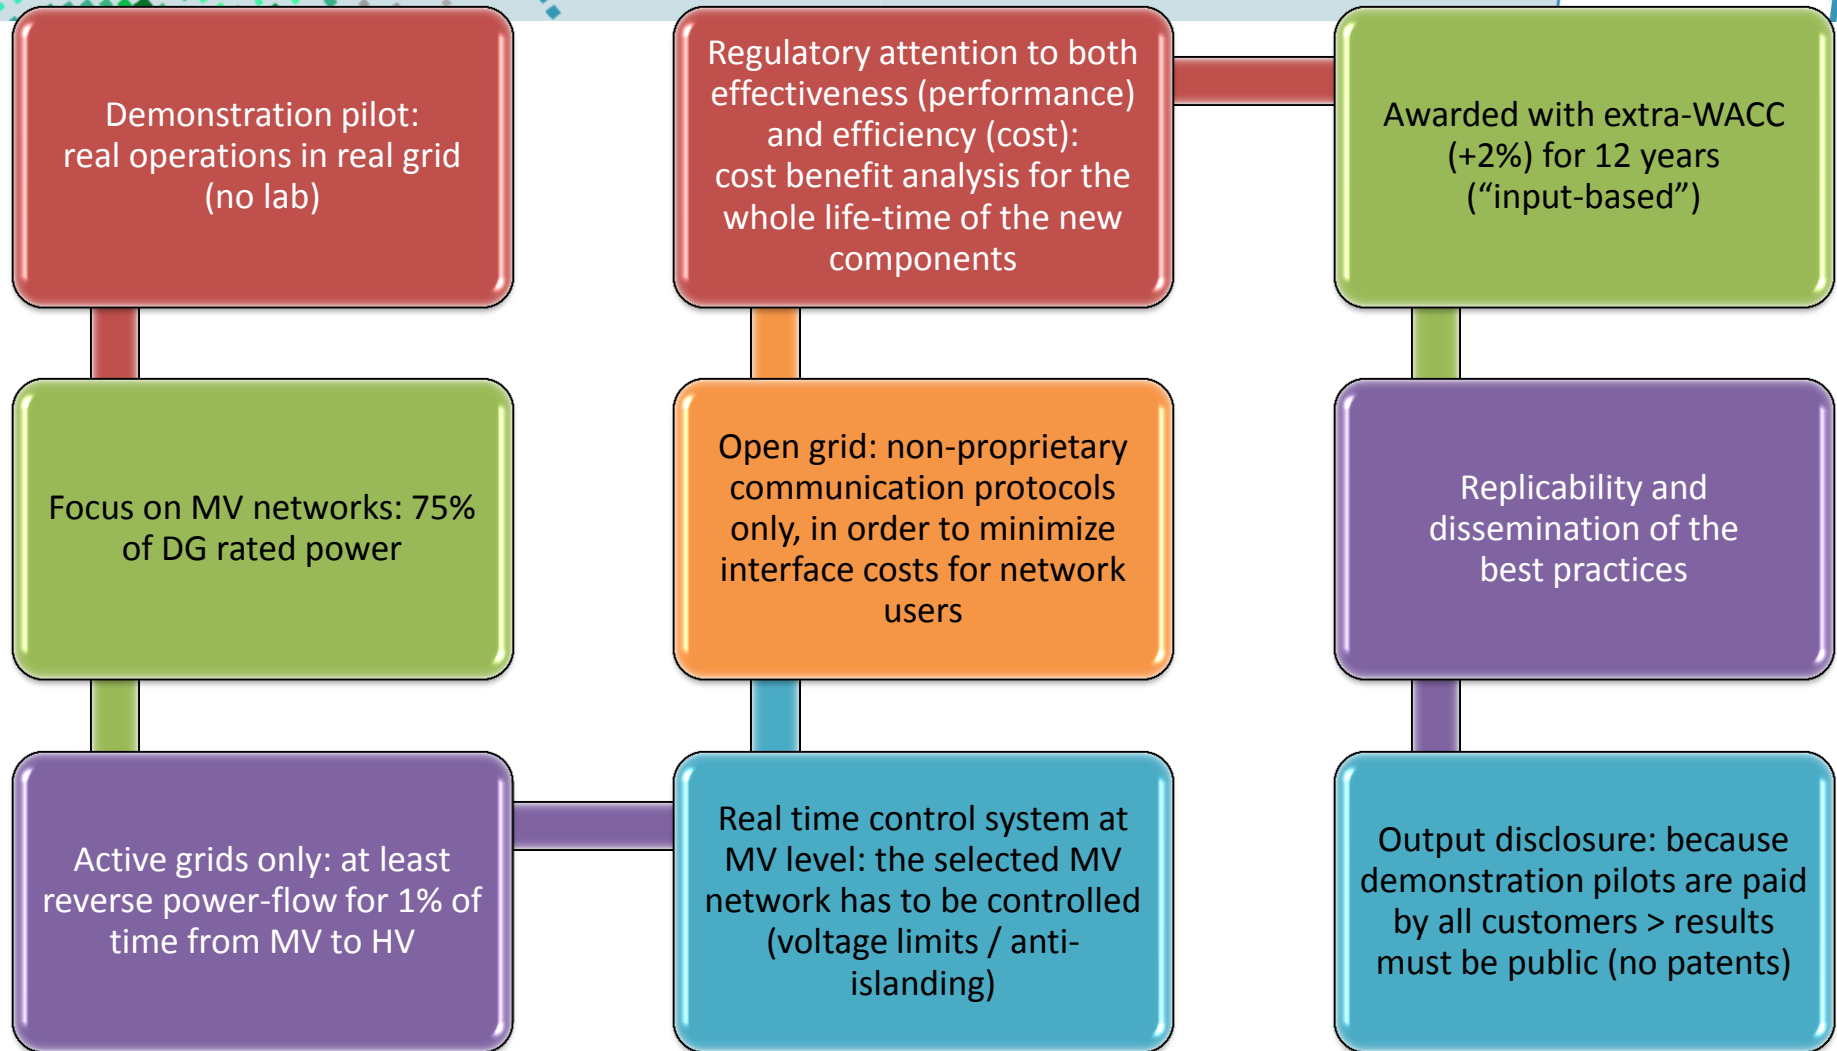 Demonstration pilot:
real operations in real grid
(no lab)
Focus on MV networks: 75%
of DG rated power
Active grids only: at least
reverse power-flow for 1% of
time from MV to HV
Real time control system at
MV level: the selected MV
network has to be controlled
(voltage limits / anti-
islanding)
Open grid: non-proprietary
communication protocols
only, in order to minimize
interface costs for network
users
Regulatory attention to both
effectiveness (performance)
and efficiency (cost):
cost benefit analysis for the
whole life-time of the new
components
Awarded with extra-WACC
(+2%) for 12 years
(“input-based”)
Replicability and
dissemination of the
best practices
Output disclosure: because
demonstration pilots are paid
by all customers > results
must be public (no patents)